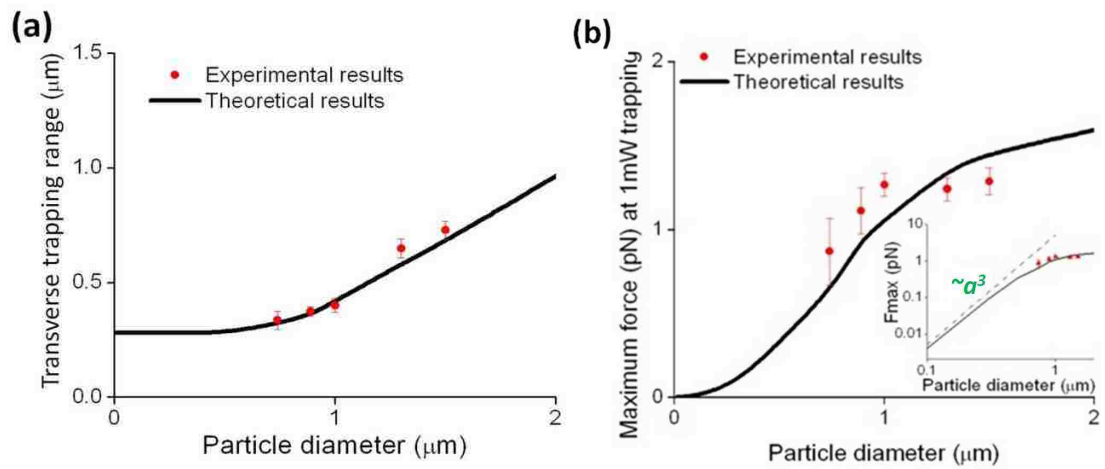 (a)
1.5
1.0
0.5
0.0
0
1
2
Transverse trapping range (μm)
Particle diameter (μm)
Experimental results
Theoretical results
(b)
2
1
0
0
1
2
Maximum force (pN) at 1mW trapping
Particle diameter (μm)
Experimental results
Theoretical results
10
1
0.1
0.01
0.1
1
Fmax (pN)
~a³
Particle diameter (μm)